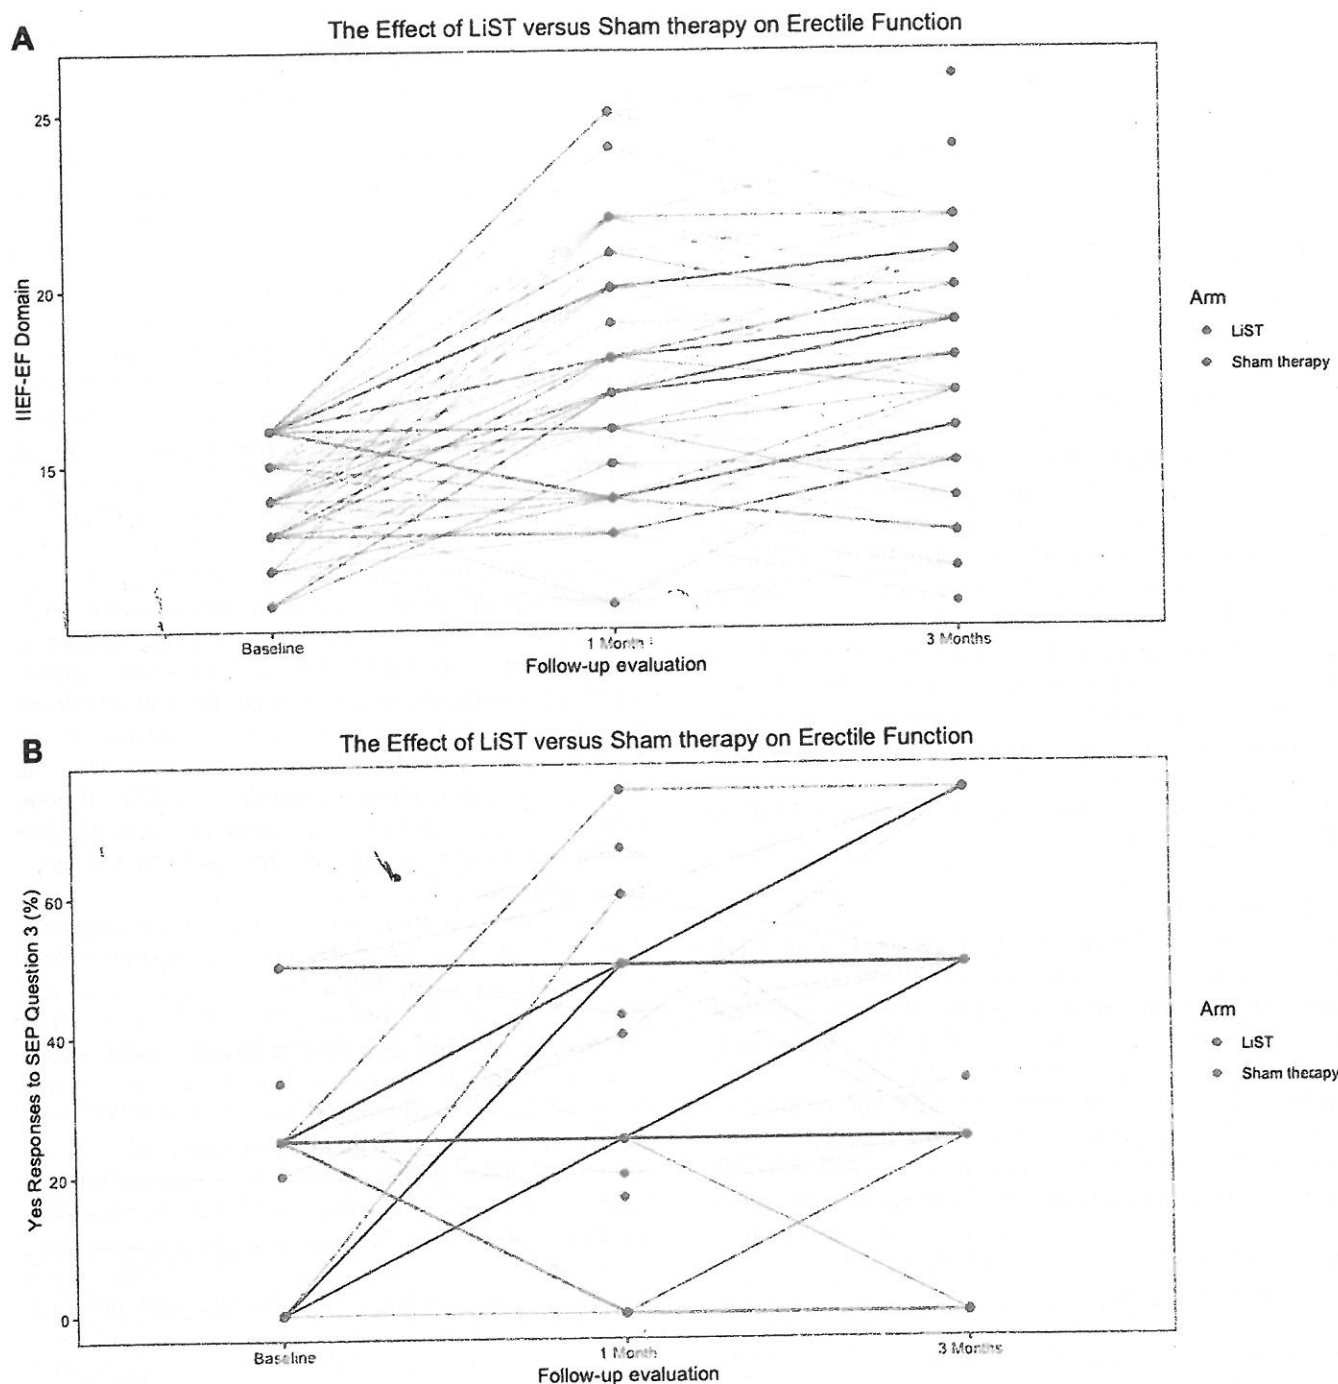 A
The Effect of LiST versus Sham therapy on Erectile Function
25
20
15
IIEF-EF Domain
Arm
LiST
Sham therapy
Baseline
1 Month
3 Months
Follow-up evaluation
B
The Effect of LiST versus Sham therapy on Erectile Function
60
40
20
0
Yes Responses to SEP Question 3 (%)
Arm
LiST
Sham therapy
Baseline
1 Month
3 Months
Follow-up evaluation